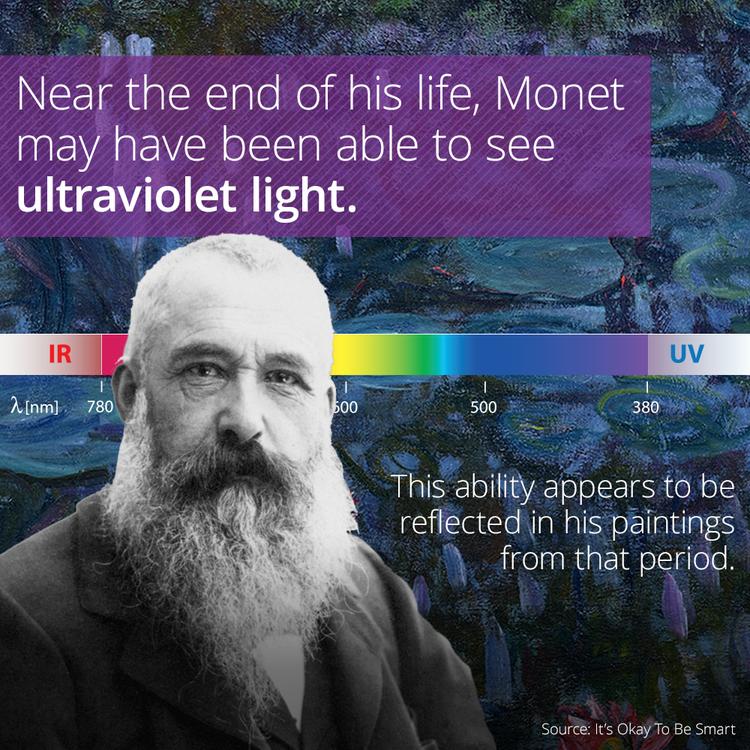 Near the end of his life, Monet
may have been able to see
ultraviolet light.
IR
UV
λ [nm] 780 600 500 380
This ability appears to be
reflected in his paintings
from that period.
Source: It's Okay To Be Smart